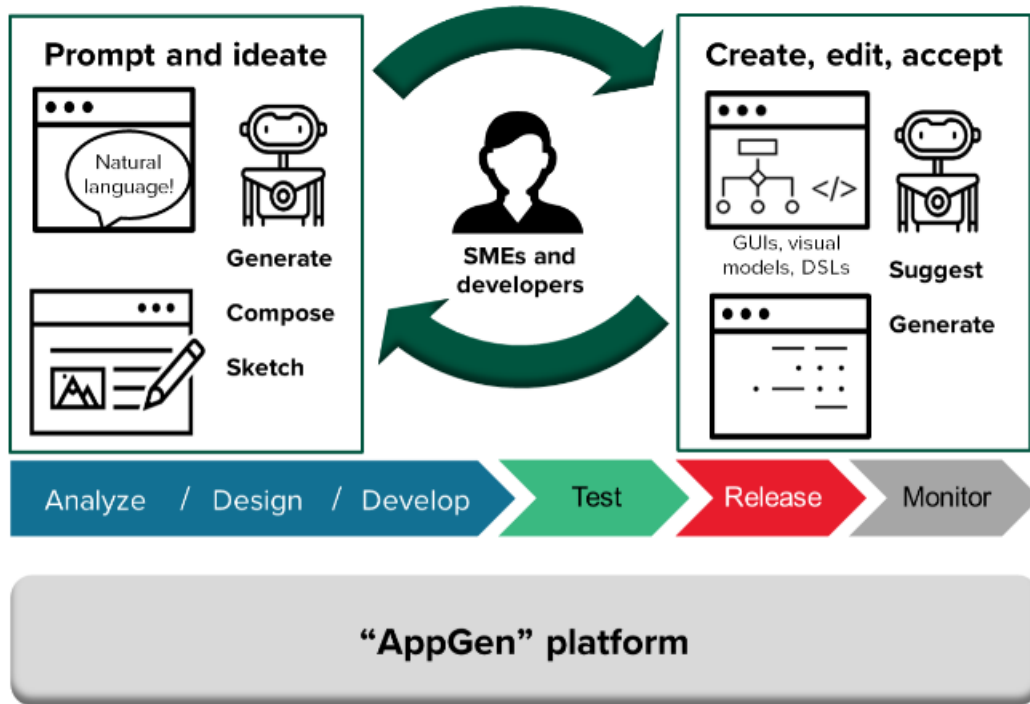 Prompt and ideate
Natural
language!
Generate
Compose
Sketch
SMEs and
developers
Create, edit, accept
</>
GUIs, visual
models, DSLs
Suggest
Generate
Analyze / Design / Develop
Test
Release
Monitor
“AppGen” platform